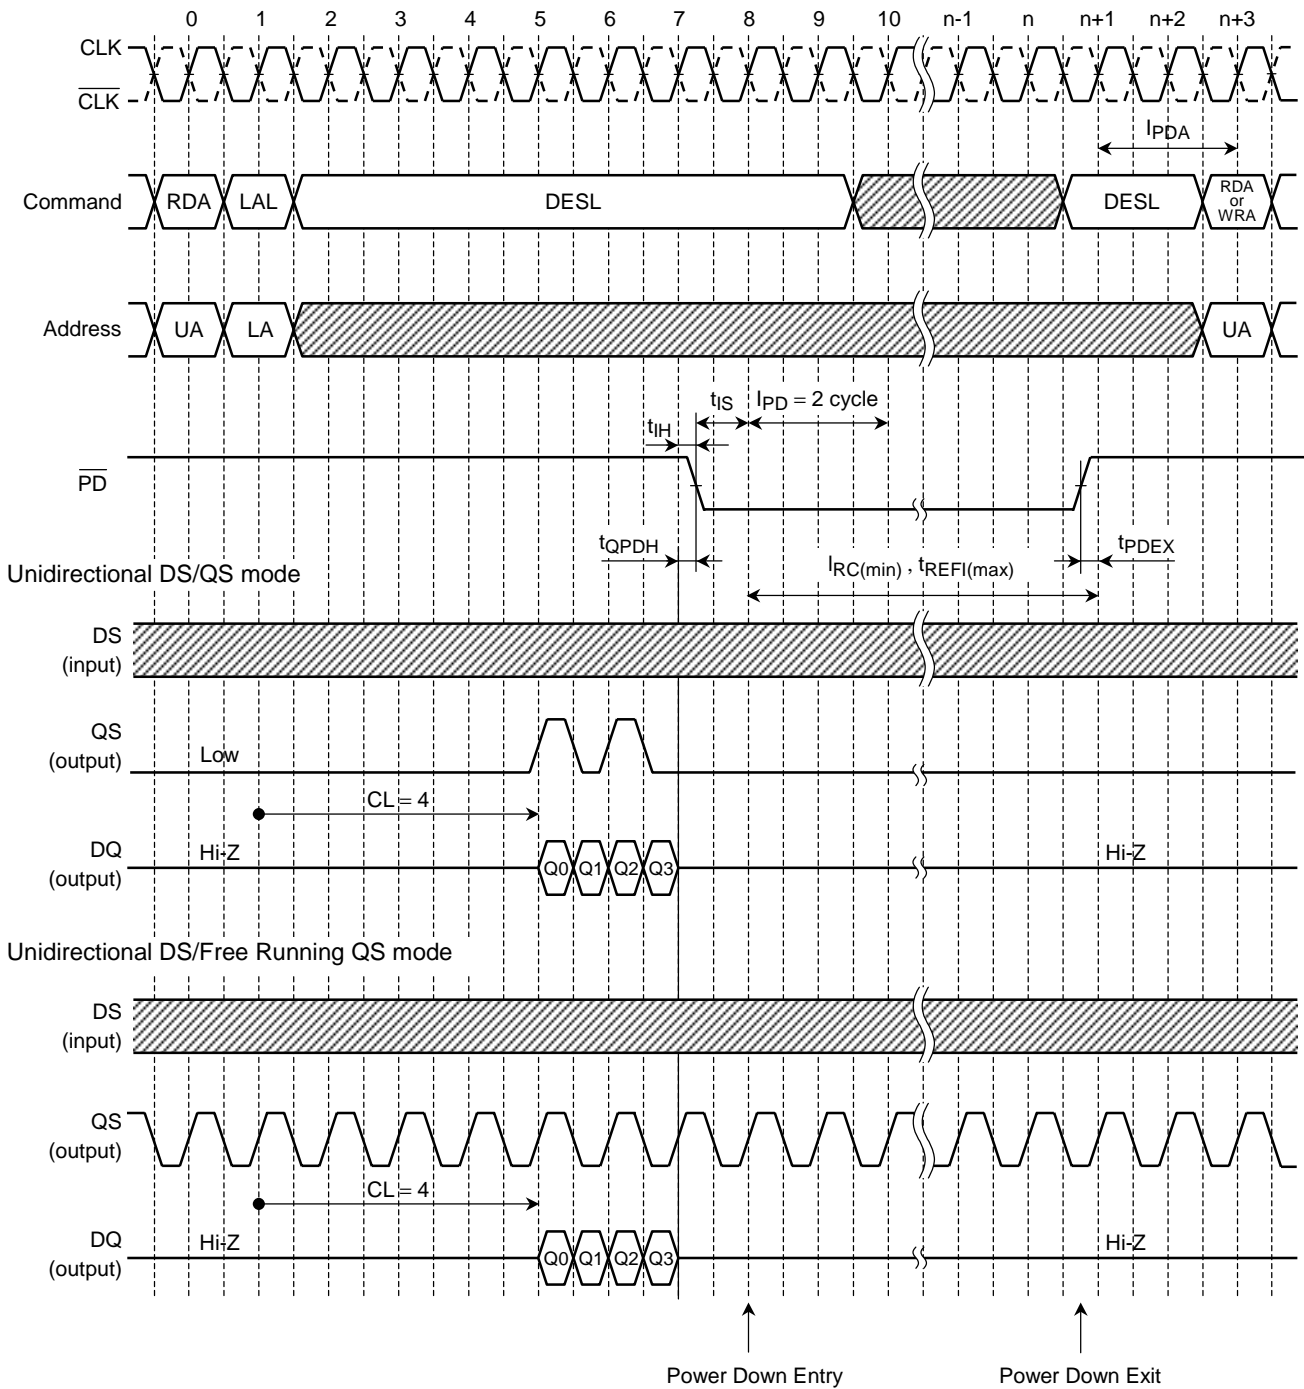 0 1 2 3 4 5 6 7 8 9 10 n-1 n n+1 n+2 n+3
CLK
CLK
IPDA
Command RDA LAL DESL DESL RDA or WRA
Address UA LA UA
tIS IPD = 2 cycle
tIH
PD
tQPDH tPDEX
IRC(min) , tREFI(max)
Unidirectional DS/QS mode
DS
(input)
QS
(output) Low
CL = 4
DQ
(output) Hi-Z Q0 Q1 Q2 Q3 Hi-Z
Unidirectional DS/Free Running QS mode
DS
(input)
QS
(output)
CL = 4
DQ
(output) Hi-Z Q0 Q1 Q2 Q3 Hi-Z
Power Down Entry Power Down Exit